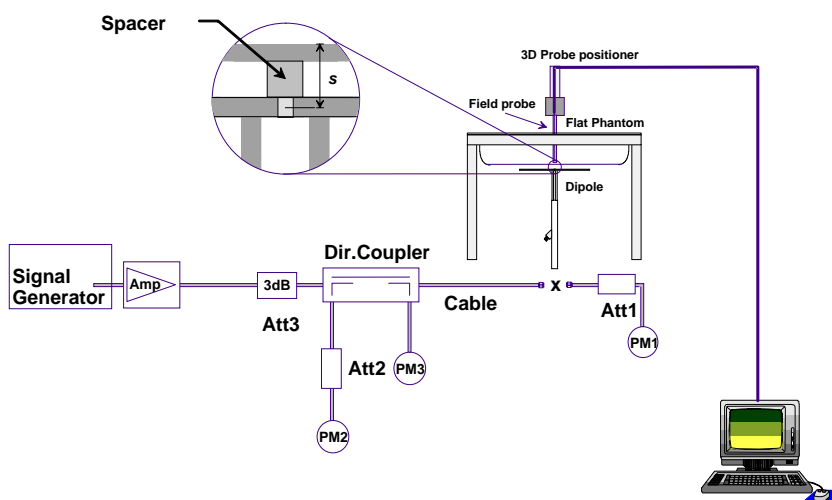 Spacer
s
3D Probe positioner
Field probe
Flat Phantom
Dipole
Dir.Coupler
Signal
Generator
Amp
3dB
Att3
Cable
x
Att1
PM1
Att2
PM3
PM2